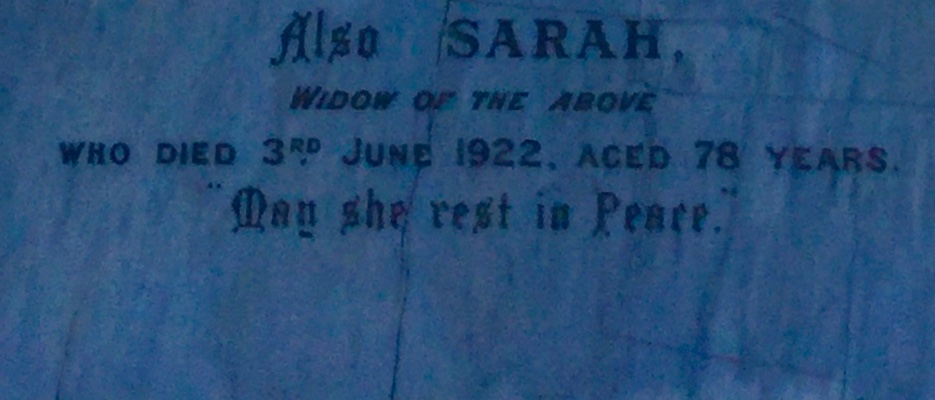 Also SARAH,
WIDOW OF THE ABOVE
WHO DIED 3RD JUNE 1922, AGED 78 YEARS.
"May she rest in Peace."